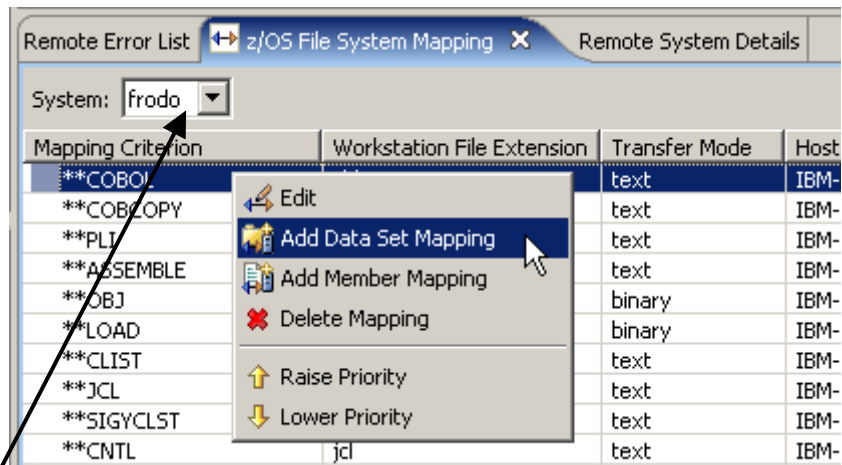 Remote Error List z/OS File System Mapping Remote System Details
System: frodo
Mapping Criterion Workstation File Extension Transfer Mode Host
**COBOL text IBM-
**COBCOPY text IBM-
**PLI text IBM-
**ASSEMBLE text IBM-
**OBJ binary IBM-
**LOAD binary IBM-
**CLIST text IBM-
**JCL text IBM-
**SIGYCLST text IBM-
**CNTL jcl text IBM-
Edit
Add Data Set Mapping
Add Member Mapping
Delete Mapping
Raise Priority
Lower Priority